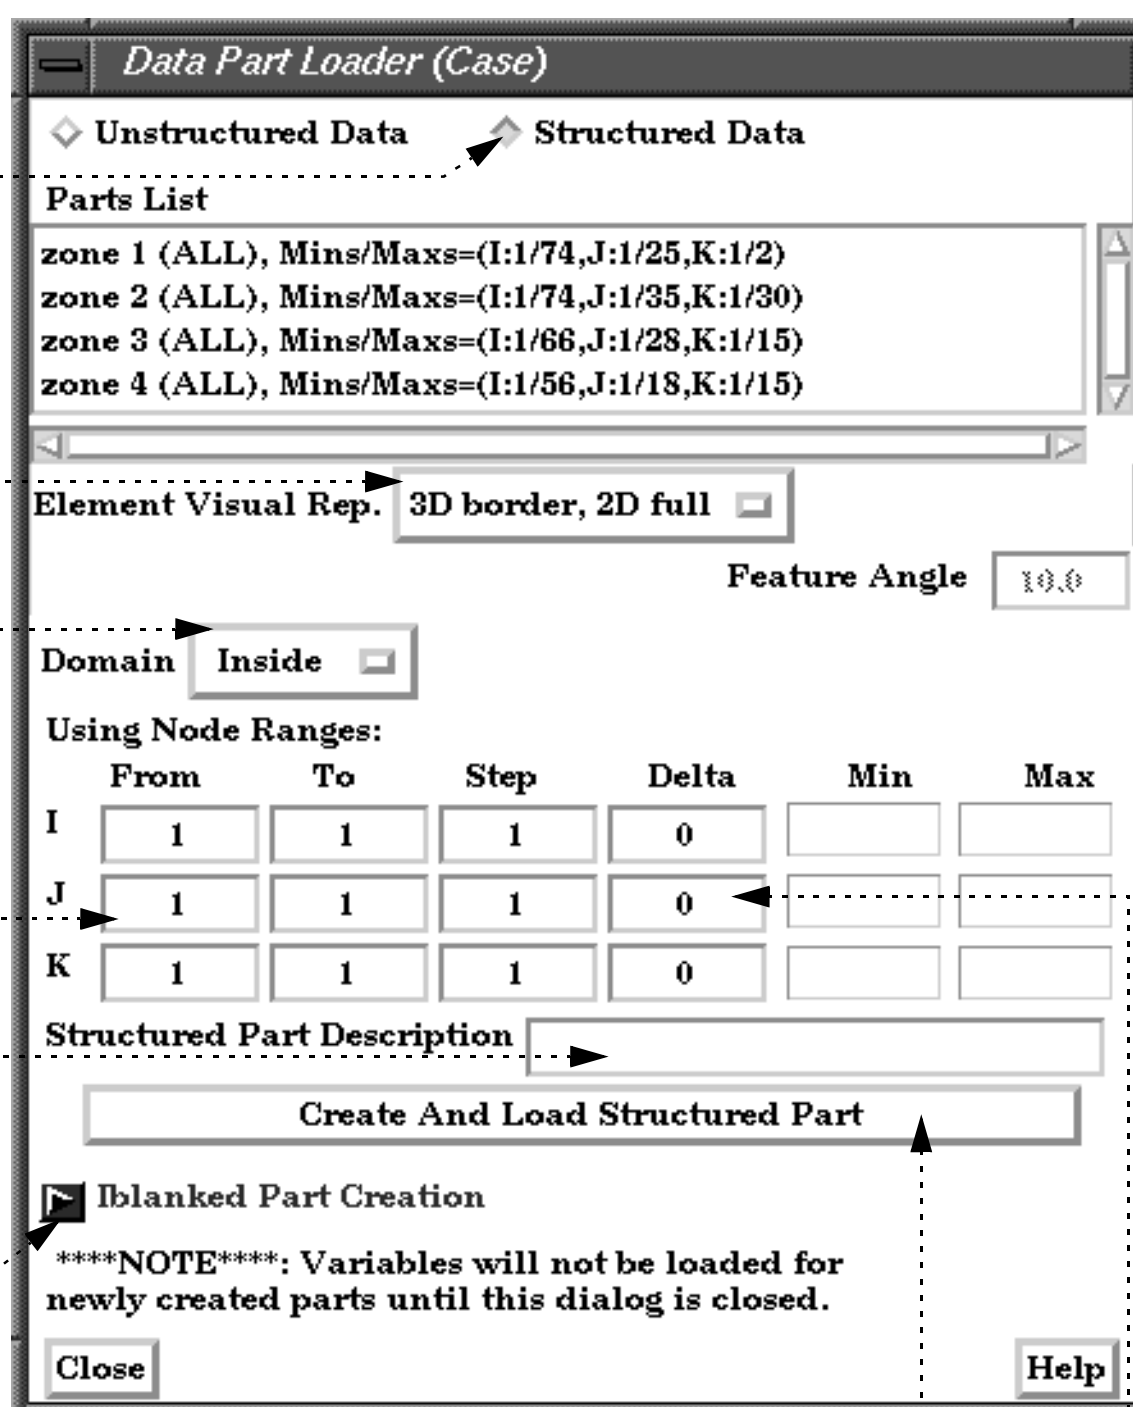 Data Part Loader (Case)
Unstructured Data Structured Data
Parts List
zone 1 (ALL), Mins/Maxs=(I:1/74,J:1/25,K:1/2)
zone 2 (ALL), Mins/Maxs=(I:1/74,J:1/35,K:1/30)
zone 3 (ALL), Mins/Maxs=(I:1/66,J:1/28,K:1/15)
zone 4 (ALL), Mins/Maxs=(I:1/56,J:1/18,K:1/15)
Element Visual Rep. 3D border, 2D full
Feature Angle 10.0
Domain Inside
Using Node Ranges:
From To Step Delta Min Max
I 1 1 1 0
J 1 1 1 0
K 1 1 1 0
Structured Part Description
Create And Load Structured Part
Iblanked Part Creation
****NOTE****: Variables will not be loaded for
newly created parts until this dialog is closed.
Close Help